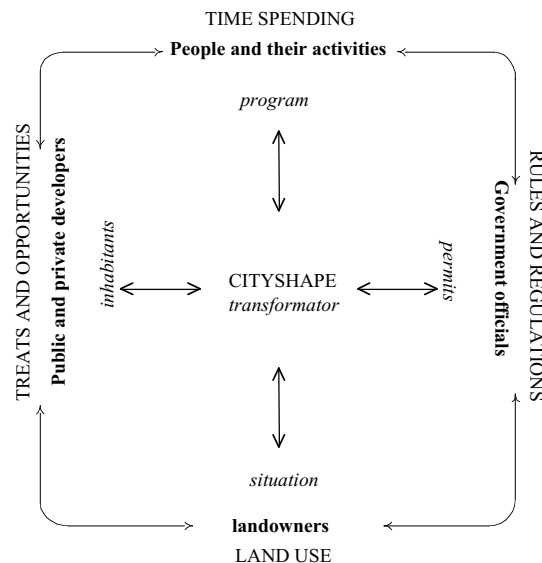 TIME SPENDING
People and their activities
program
TREATS AND OPPORTUNITIES
Public and private developers
inhabitants
CITYSHAPE
transformator
permits
Government officials
RULES AND REGULATIONS
situation
landowners
LAND USE